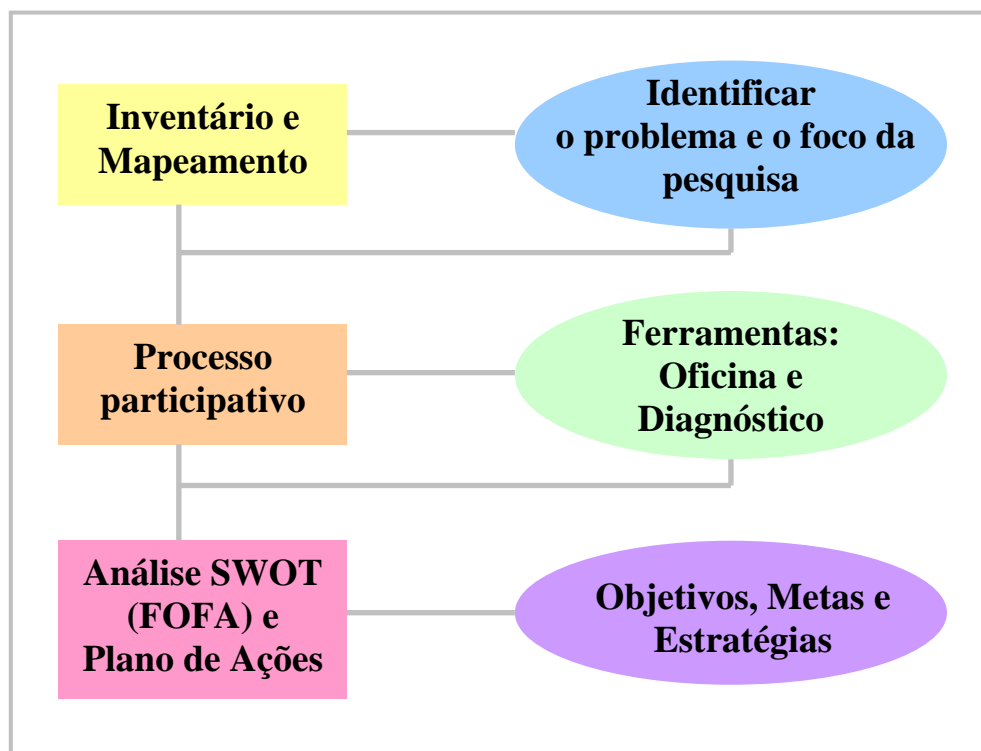 Inventário e
Mapeamento
Identificar
o problema e o foco da
pesquisa
Processo
participativo
Ferramentas:
Oficina e
Diagnóstico
Análise SWOT
(FOFA) e
Plano de Ações
Objetivos, Metas e
Estratégias